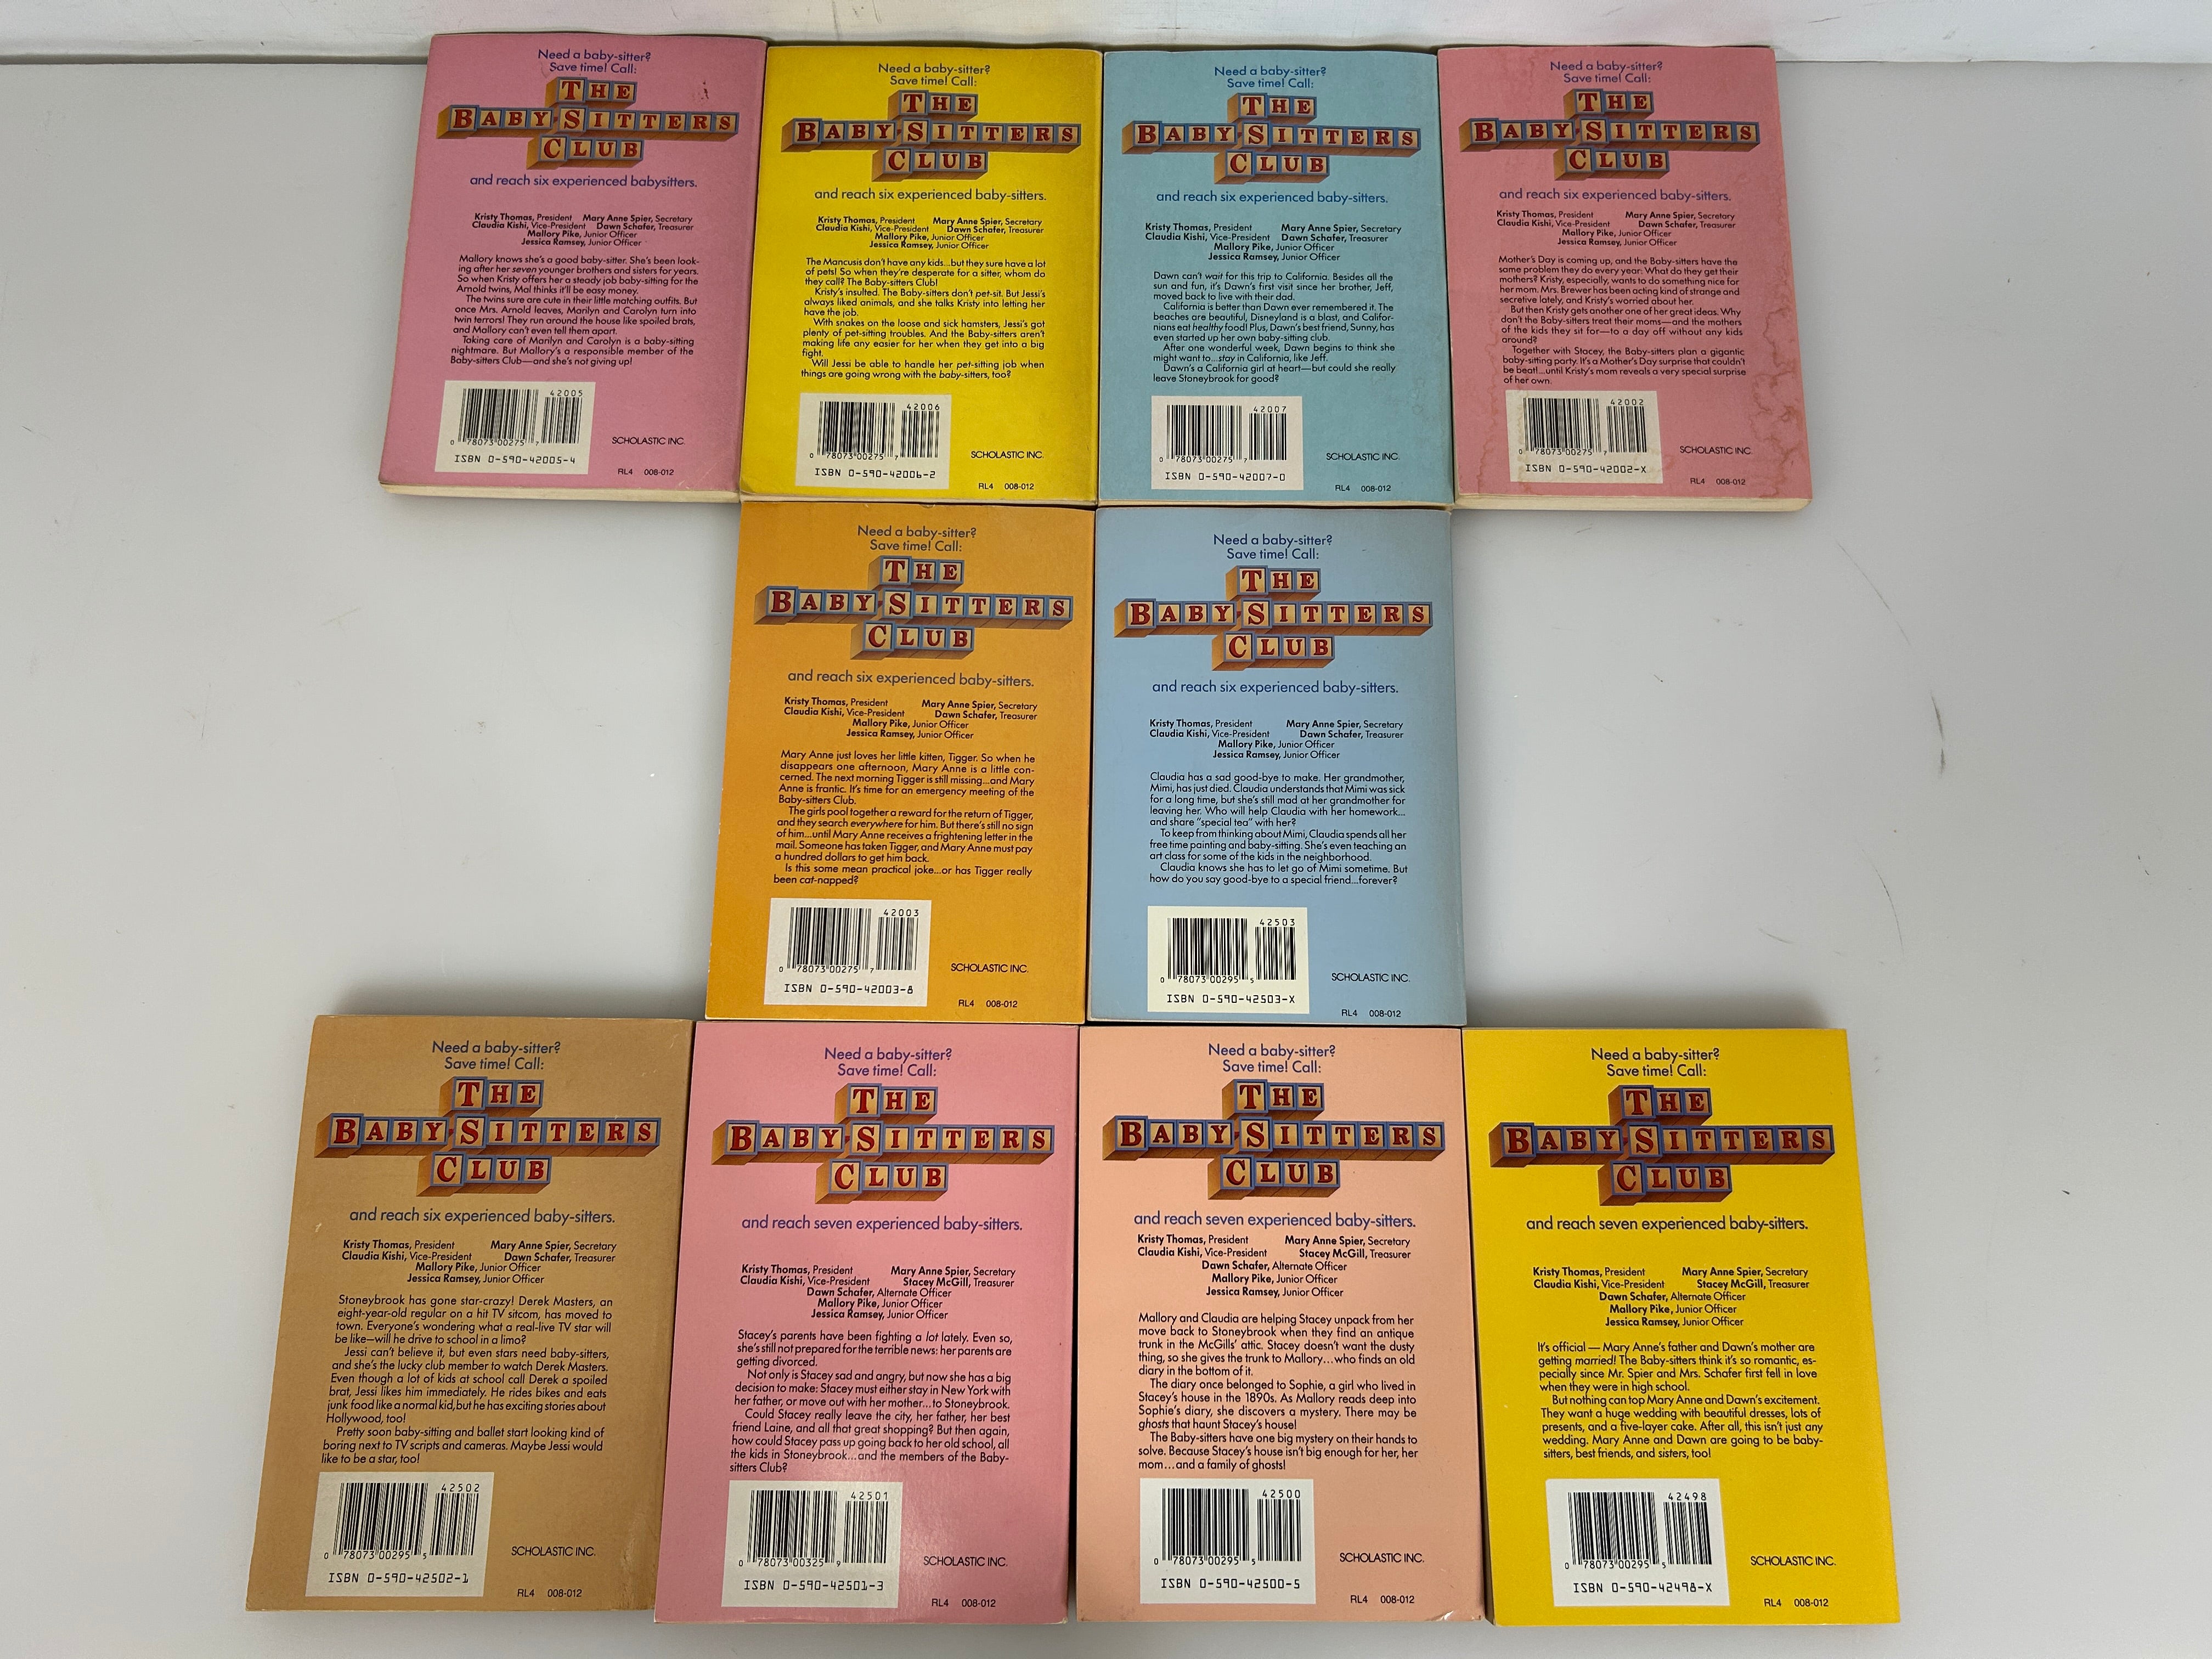 Need a baby-sitter?
Save time! Call:
THE
BABY-SITTERS
CLUB
and reach six experienced babysitters.
Kristy Thomas, President Mary Anne Spier, Secretary
Claudia Kishi, Vice-President Dawn Schafer, Treasurer
Mallory Pike, Junior Officer
Jessica Ramsey, Junior Officer
Mallory knows she's a good baby-sitter. She's been look-
ing after her seven younger brothers and sisters for years.
So when Kristy offers her a steady job baby-sitting for the
Arnold twins, Mal thinks it'll be easy money.
The twins sure are cute in their little matching outfits. But
once Mrs. Arnold leaves, Marilyn and Carolyn turn into
twin terrors! They run around the house like spoiled brats,
and Mallory can't even tell them apart.
Taking care of Marilyn and Carolyn is a baby-sitting
nightmare. But Mallory's a responsible member of the
Baby-sitters Club—and she's not giving up!
42005
0 78073 00275 7
ISBN 0-590-42005-4
SCHOLASTIC INC.
RL4 008-012
Need a baby-sitter?
Save time! Call:
THE
BABY-SITTERS
CLUB
and reach six experienced baby-sitters.
Kristy Thomas, President Mary Anne Spier, Secretary
Claudia Kishi, Vice-President Dawn Schafer, Treasurer
Mallory Pike, Junior Officer
Jessica Ramsey, Junior Officer
The Mancusis don't have any kids...but they sure have a lot
of pets! So when they're desperate for a sitter, whom do
they call? The Baby-sitters Club!
Kristy's insulted. The Baby-sitters don't pet-sit. But Jessi's
always liked animals, and she talks Kristy into letting her
have the job.
With snakes on the loose and sick hamsters, Jessi's got
plenty of pet-sitting troubles. And the Baby-sitters aren't
making life any easier for her when they get into a big
fight.
Will Jessi be able to handle her pet-sitting job when
things are going wrong with the baby-sitters, too?
42006
0 78073 00275 7
ISBN 0-590-42006-2
SCHOLASTIC INC.
RL4 008-012
Need a baby-sitter?
Save time! Call:
THE
BABY-SITTERS
CLUB
and reach six experienced baby-sitters.
Kristy Thomas, President Mary Anne Spier, Secretary
Claudia Kishi, Vice-President Dawn Schafer, Treasurer
Mallory Pike, Junior Officer
Jessica Ramsey, Junior Officer
Dawn can't wait for this trip to California. Besides all the
sun and fun, it's Dawn's first visit since her brother, Jeff,
moved back to live with their dad.
California is better than Dawn ever remembered it. The
beaches are beautiful, Disneyland is a blast, and Califor-
nians eat healthy food! Plus, Dawn's best friend, Sunny, has
even started up her own baby-sitting club.
After one wonderful week, Dawn begins to think she
might want to...stay in California, like Jeff.
Dawn's a California girl at heart—but could she really
leave Stoneybrook for good?
42007
0 78073 00275 7
ISBN 0-590-42007-0
SCHOLASTIC INC.
RL4 008-012
Need a baby-sitter?
Save time! Call:
THE
BABY-SITTERS
CLUB
and reach six experienced baby-sitters.
Kristy Thomas, President Mary Anne Spier, Secretary
Claudia Kishi, Vice-President Dawn Schafer, Treasurer
Mallory Pike, Junior Officer
Jessica Ramsey, Junior Officer
Mother's Day is coming up, and the Baby-sitters have the
same problem they do every year: What do they get their
mothers? Kristy, especially, wants to do something nice for
her mom. Mrs. Brewer has been acting kind of strange and
secretive lately, and Kristy's worried about her.
But then Kristy gets another one of her great ideas. Why
don't the Baby-sitters treat their moms—and the mothers
of the kids they sit for—to a day off without any kids
around?
Together with Stacey, the Baby-sitters plan a gigantic
baby-sitting party. It's a Mother's Day surprise that couldn't
be beat!...until Kristy's mom reveals a very special surprise
of her own.
42002
0 78073 00275 7
ISBN 0-590-42002-X
SCHOLASTIC INC.
RL4 008-012
Need a baby-sitter?
Save time! Call:
THE
BABY-SITTERS
CLUB
and reach six experienced baby-sitters.
Kristy Thomas, President Mary Anne Spier, Secretary
Claudia Kishi, Vice-President Dawn Schafer, Treasurer
Mallory Pike, Junior Officer
Jessica Ramsey, Junior Officer
Mary Anne just loves her little kitten, Tigger. So when he
disappears one afternoon, Mary Anne is a little con-
cerned. The next morning Tigger is still missing...and Mary
Anne is frantic. It's time for an emergency meeting of the
Baby-sitters Club.
The girls pool together a reward for the return of Tigger,
and they search everywhere for him. But there's still no sign
of him...until Mary Anne receives a frightening letter in the
mail. Someone has taken Tigger, and Mary Anne must pay
a hundred dollars to get him back.
Is this some mean practical joke...or has Tigger really
been cat-napped?
42003
0 78073 00275 7
ISBN 0-590-42003-8
SCHOLASTIC INC.
RL4 008-012
Need a baby-sitter?
Save time! Call:
THE
BABY-SITTERS
CLUB
and reach six experienced baby-sitters.
Kristy Thomas, President Mary Anne Spier, Secretary
Claudia Kishi, Vice-President Dawn Schafer, Treasurer
Mallory Pike, Junior Officer
Jessica Ramsey, Junior Officer
Claudia has a sad good-bye to make. Her grandmother,
Mimi, has just died. Claudia understands that Mimi was sick
for a long time, but she's still mad at her grandmother for
leaving her. Who will help Claudia with her homework...
and share "special tea" with her?
To keep from thinking about Mimi, Claudia spends all her
free time painting and baby-sitting. She's even teaching an
art class for some of the kids in the neighborhood.
Claudia knows she has to let go of Mimi sometime. But
how do you say good-bye to a special friend...forever?
42503
0 78073 00295 5
ISBN 0-590-42503-X
SCHOLASTIC INC.
RL4 008-012
Need a baby-sitter?
Save time! Call:
THE
BABY-SITTERS
CLUB
and reach six experienced baby-sitters.
Kristy Thomas, President Mary Anne Spier, Secretary
Claudia Kishi, Vice-President Dawn Schafer, Treasurer
Mallory Pike, Junior Officer
Jessica Ramsey, Junior Officer
Stoneybrook has gone star-crazy! Derek Masters, an
eight-year-old regular on a hit TV sitcom, has moved to
town. Everyone's wondering what a real-live TV star will
be like—will he drive to school in a limo?
Jessi can't believe it, but even stars need baby-sitters,
and she's the lucky club member to watch Derek Masters.
Even though a lot of kids at school call Derek a spoiled
brat, Jessi likes him immediately. He rides bikes and eats
junk food like a normal kid, but he has exciting stories about
Hollywood, too!
Pretty soon baby-sitting and ballet start looking kind of
boring next to TV scripts and cameras. Maybe Jessi would
like to be a star, too!
42502
0 78073 00295 5
ISBN 0-590-42502-1
SCHOLASTIC INC.
RL4 008-012
Need a baby-sitter?
Save time! Call:
THE
BABY-SITTERS
CLUB
and reach seven experienced baby-sitters.
Kristy Thomas, President Mary Anne Spier, Secretary
Claudia Kishi, Vice-President Stacey McGill, Treasurer
Dawn Schafer, Alternate Officer
Mallory Pike, Junior Officer
Jessica Ramsey, Junior Officer
Stacey's parents have been fighting a lot lately. Even so,
she's still not prepared for the terrible news: her parents are
getting divorced.
Not only is Stacey sad and angry, but now she has a big
decision to make: Stacey must either stay in New York with
her father, or move out with her mother...to Stoneybrook.
Could Stacey really leave the city, her father, her best
friend Laine, and all that great shopping? But then again,
how could Stacey pass up going back to her old school, all
the kids in Stoneybrook...and the members of the Baby-
sitters Club?
42501
0 78073 00325 9
ISBN 0-590-42501-3
SCHOLASTIC INC.
RL4 008-012
Need a baby-sitter?
Save time! Call:
THE
BABY-SITTERS
CLUB
and reach seven experienced baby-sitters.
Kristy Thomas, President Mary Anne Spier, Secretary
Claudia Kishi, Vice-President Stacey McGill, Treasurer
Dawn Schafer, Alternate Officer
Mallory Pike, Junior Officer
Jessica Ramsey, Junior Officer
Mallory and Claudia are helping Stacey unpack from her
move back to Stoneybrook when they find an antique
trunk in the McGills' attic. Stacey doesn't want the dusty
thing, so she gives the trunk to Mallory...who finds an old
diary in the bottom of it.
The diary once belonged to Sophie, a girl who lived in
Stacey's house in the 1890s. As Mallory reads deep into
Sophie's diary, she discovers a mystery. There may be
ghosts that haunt Stacey's house!
The Baby-sitters have one big mystery on their hands to
solve. Because Stacey's house isn't big enough for her, her
mom...and a family of ghosts!
42500
0 78073 00295 5
ISBN 0-590-42500-5
SCHOLASTIC INC.
RL4 008-012
Need a baby-sitter?
Save time! Call:
THE
BABY-SITTERS
CLUB
and reach seven experienced baby-sitters.
Kristy Thomas, President Mary Anne Spier, Secretary
Claudia Kishi, Vice-President Stacey McGill, Treasurer
Dawn Schafer, Alternate Officer
Mallory Pike, Junior Officer
Jessica Ramsey, Junior Officer
It's official — Mary Anne's father and Dawn's mother are
getting married! The Baby-sitters think it's so romantic, es-
pecially since Mr. Spier and Mrs. Schafer first fell in love
when they were in high school.
But nothing can top Mary Anne and Dawn's excitement.
They want a huge wedding with beautiful dresses, lots of
presents, and a five-layer cake. After all, this isn't just any
wedding. Mary Anne and Dawn are going to be baby-
sitters, best friends, and sisters, too!
42498
0 78073 00295 5
ISBN 0-590-42498-X
SCHOLASTIC INC.
RL4 008-012